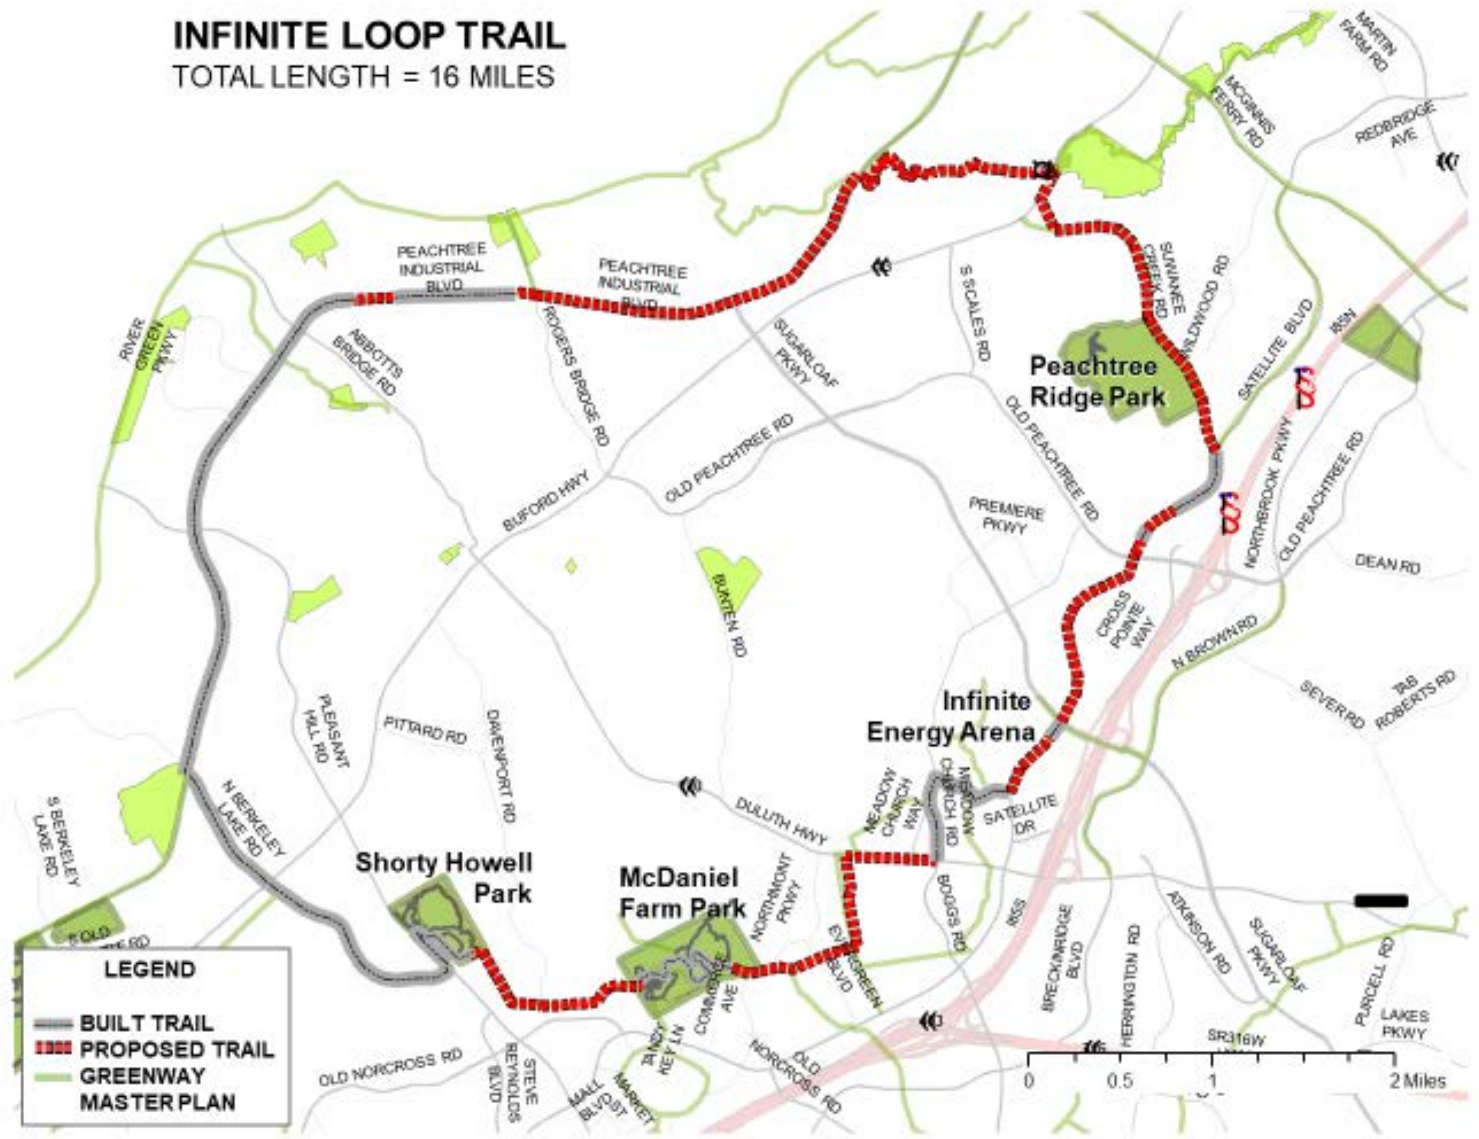 INFINITE LOOP TRAIL
TOTAL LENGTH = 16 MILES
MARTIN
FARM RD
MCGINNIS
FERRY RD
REDBRIDGE
AVE
PEACHTREE
INDUSTRIAL
BLVD
PEACHTREE
INDUSTRIAL
BLVD
SUWANEE
CREEK RD
WILDWOOD RD
S SCALES RD
SATELLITE BLVD
I85N
RIVER
GREEN
PKWY
ABBOTTS
BRIDGE RD
ROGERS BRIDGE RD
SUGARLOAF
PKWY
Peachtree
Ridge Park
OLD PEACHTREE RD
OLD PEACHTREE RD
NORTHBROOK PKWY
OLD PEACHTREE RD
BUFORD HWY
PREMIERE
PKWY
DEAN RD
BUNTEN RD
CROSS
POINTE
WAY
N BROWN RD
SEVER RD
TAB
ROBERTS RD
PLEASANT
HILL RD
PITTARD RD
DAVENPORT RD
Infinite
Energy Arena
MEADOW
CHURCH
WAY
MEADOW
CHURCH RD
SATELLITE
DR
S BERKELEY
LAKE RD
N BERKELEY
LAKE RD
DULUTH HWY
Shorty Howell
Park
McDaniel
Farm Park
NORTHMONT
PKWY
BOGGS RD
I85S
BRECKINRIDGE
BLVD
HERRINGTON RD
ATKINSON RD
SUGARLOAF
PKWY
PURCELL RD
LAKES
PKWY
SR316W
S OLD
RD
EVERGREEN
BLVD
COMMERCE
AVE
TANDY
KEY LN
OLD
NORCROSS RD
OLD NORCROSS RD
STEVE
REYNOLDS
BLVD
MALL
BLVD
MARKET
ST
LEGEND
BUILT TRAIL
PROPOSED TRAIL
GREENWAY
MASTER PLAN
0 0.5 1 2 Miles